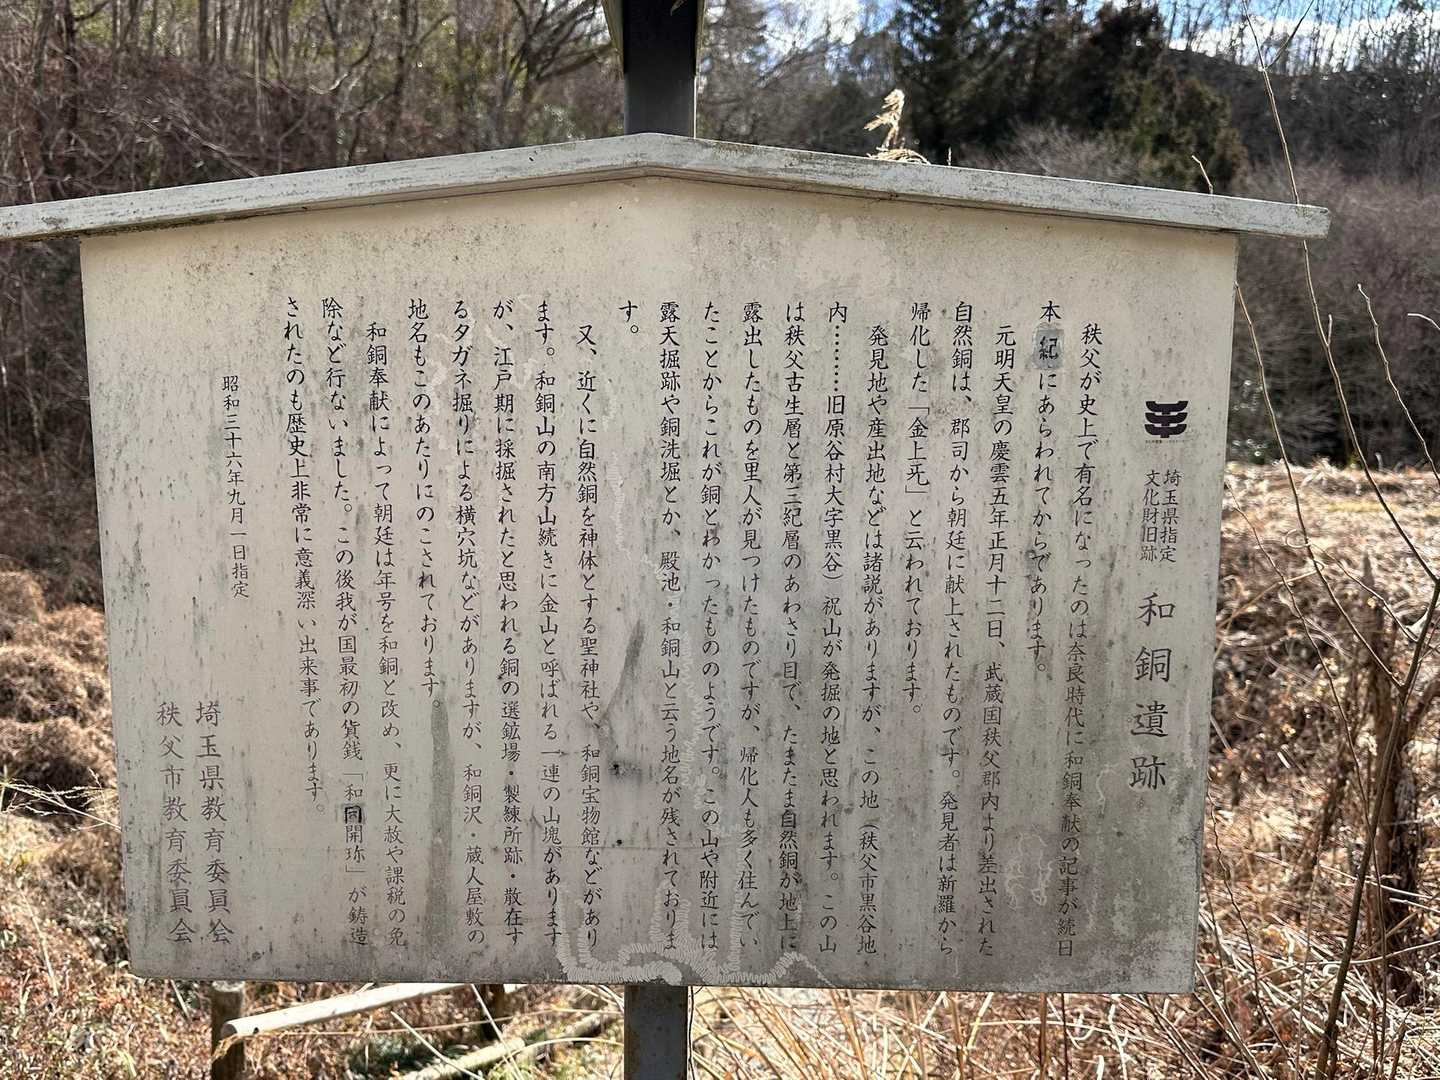 埼玉県指定
文化財旧跡
和銅遺跡
秩父が史上で有名になったのは奈良時代に和銅奉献の記事が続日
本紀にあらわれてからであります。
元明天皇の慶雲五年正月十二日、武蔵国秩父郡内より差出された
自然銅は、郡司から朝廷に献上されたものです。発見者は新羅から
帰化した「金上旡」と云われております。
発見地や産出地などは諸説がありますが、この地（秩父市黒谷地
内………旧原谷村大字黒谷）祝山が発掘の地と思われます。この山
は秩父古生層と第三紀層のあわさり目で、たまたま自然銅が地上に
露出したものを里人が見つけたものですが、帰化人も多く住んでい
たことからこれが銅とわかったもののようです。この山や附近には
露天掘跡や銅洗堀とか、殿池・和銅山と云う地名が残されておりま
す。
又、近くに自然銅を神体とする聖神社や、和銅宝物館などがあり
ます。和銅山の南方山続きに金山と呼ばれる一連の山塊があります
が、江戸期に採掘されたと思われる銅の選鉱場・製練所跡・散在す
るタガネ掘りによる横穴坑などがありますが、和銅沢・蔵人屋敷の
地名もこのあたりにのこされております。
和銅奉献によって朝廷は年号を和銅と改め、更に大赦や課税の免
除など行ないました。この後我が国最初の貨銭「和同開珎」が鋳造
されたのも歴史上非常に意義深い出来事であります。
昭和三十六年九月一日指定
埼玉県教育委員会
秩父市教育委員会